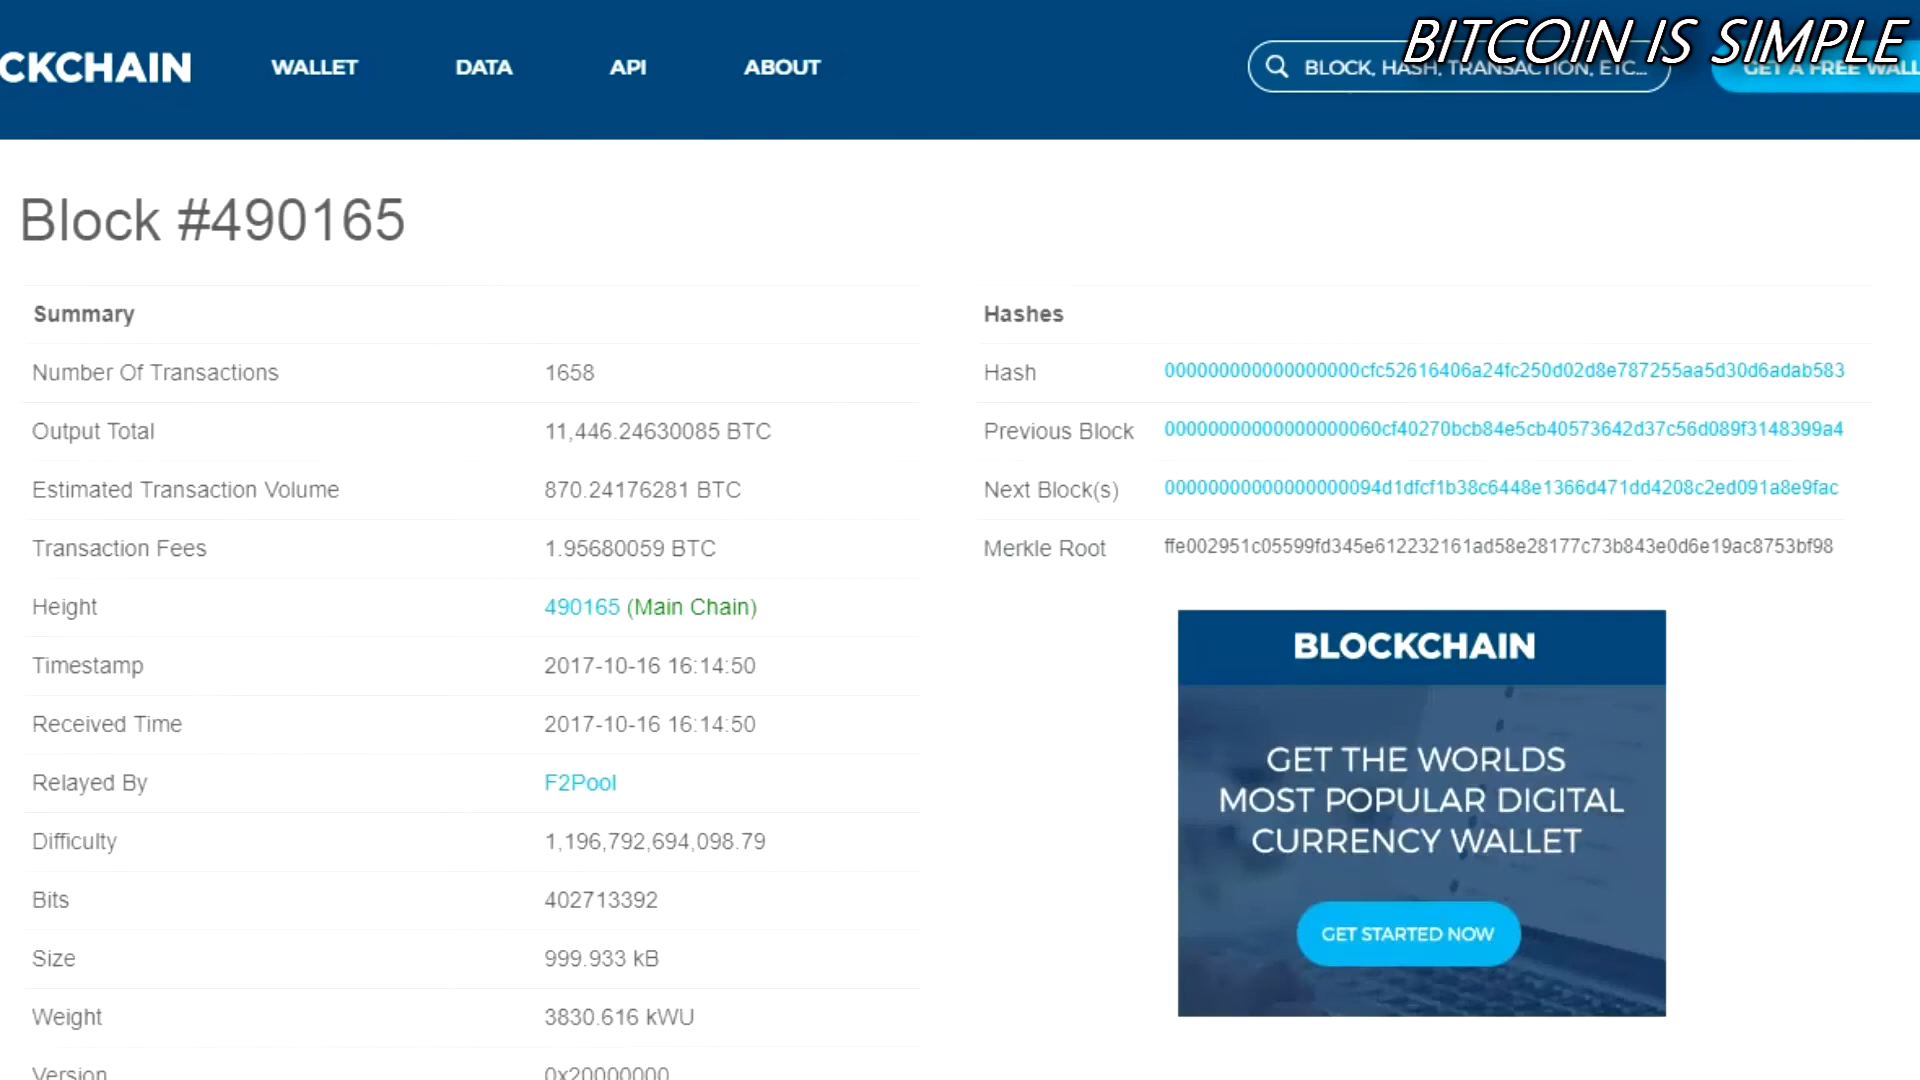 BITCOIN IS SIMPLE
CKCHAIN WALLET DATA API ABOUT BLOCK, HASH, TRANSACTION, ETC... GET A FREE WALL
Block #490165
Summary
Number Of Transactions 1658
Output Total 11,446.24630085 BTC
Estimated Transaction Volume 870.24176281 BTC
Transaction Fees 1.95680059 BTC
Height 490165 (Main Chain)
Timestamp 2017-10-16 16:14:50
Received Time 2017-10-16 16:14:50
Relayed By F2Pool
Difficulty 1,196,792,694,098.79
Bits 402713392
Size 999.933 kB
Weight 3830.616 kWU
Version 0x20000000
Hashes
Hash 000000000000000000cfc52616406a24fc250d02d8e787255aa5d30d6adab583
Previous Block 00000000000000000060cf40270bcb84e5cb40573642d37c56d089f3148399a4
Next Block(s) 00000000000000000094d1dfcf1b38c6448e1366d471dd4208c2ed091a8e9fac
Merkle Root ffe002951c05599fd345e612232161ad58e28177c73b843e0d6e19ac8753bf98
BLOCKCHAIN
GET THE WORLDS
MOST POPULAR DIGITAL
CURRENCY WALLET
GET STARTED NOW